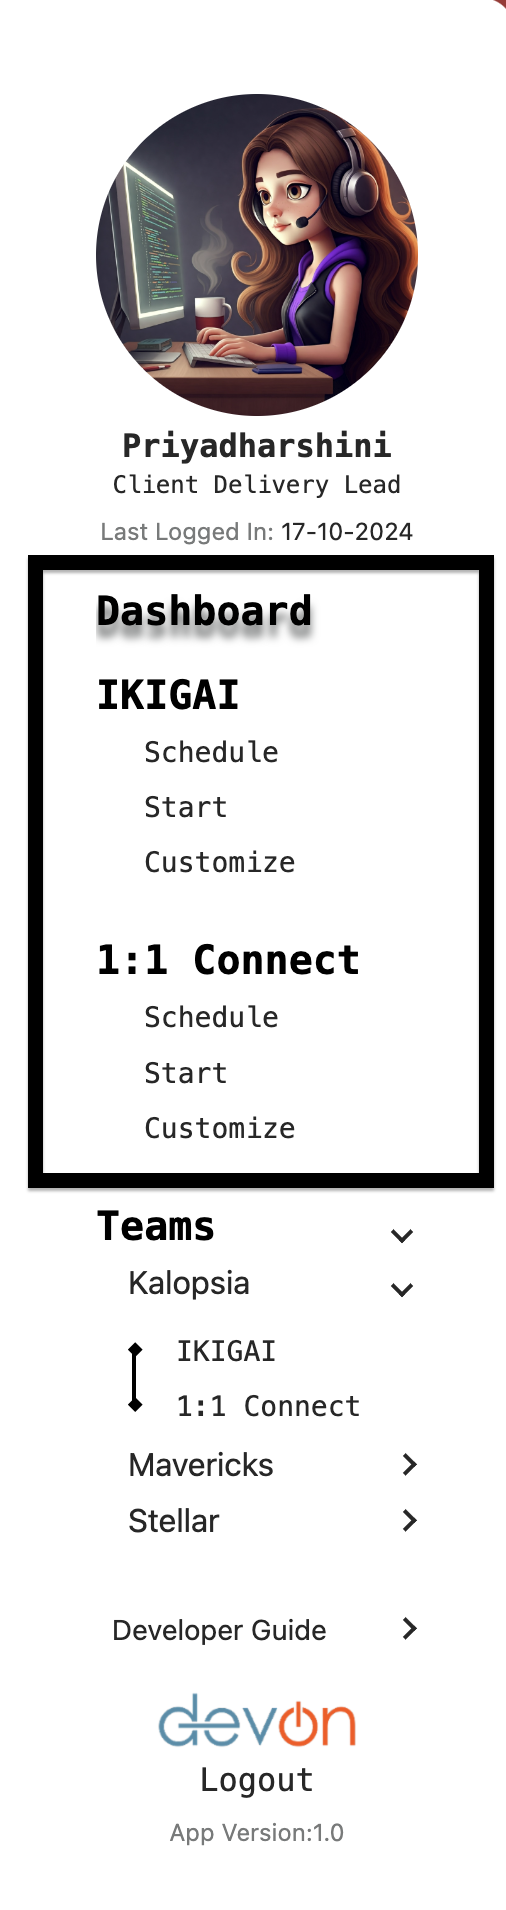 Priyadharshini
Client Delivery Lead
Last Logged In: 17-10-2024
Dashboard
IKIGAI
Schedule
Start
Customize
1:1 Connect
Schedule
Start
Customize
Teams
Kalopsia
IKIGAI
1:1 Connect
Mavericks
Stellar
Developer Guide
devon
Logout
App Version:1.0